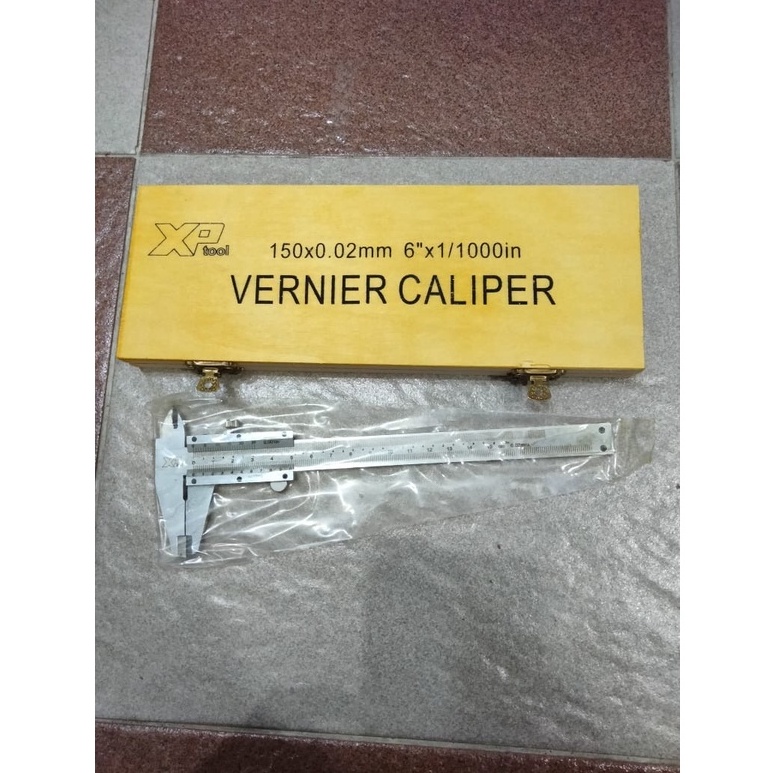 XP
tool
150x0.02mm 6"x1/1000in
VERNIER CALIPER